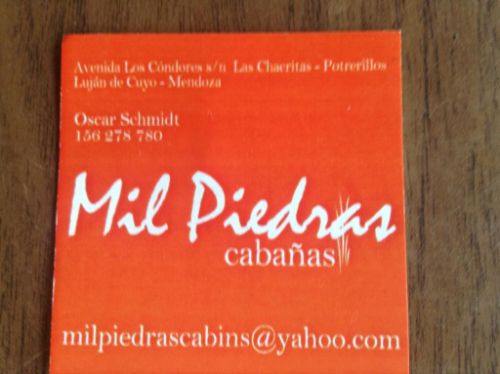 Avenida Los Cóndores s/n Las Chacritas - Potrerillos
Luján de Cuyo - Mendoza
Oscar Schmidt
156 278 780
Mil Piedras
cabañas
milpiedrascabins@yahoo.com